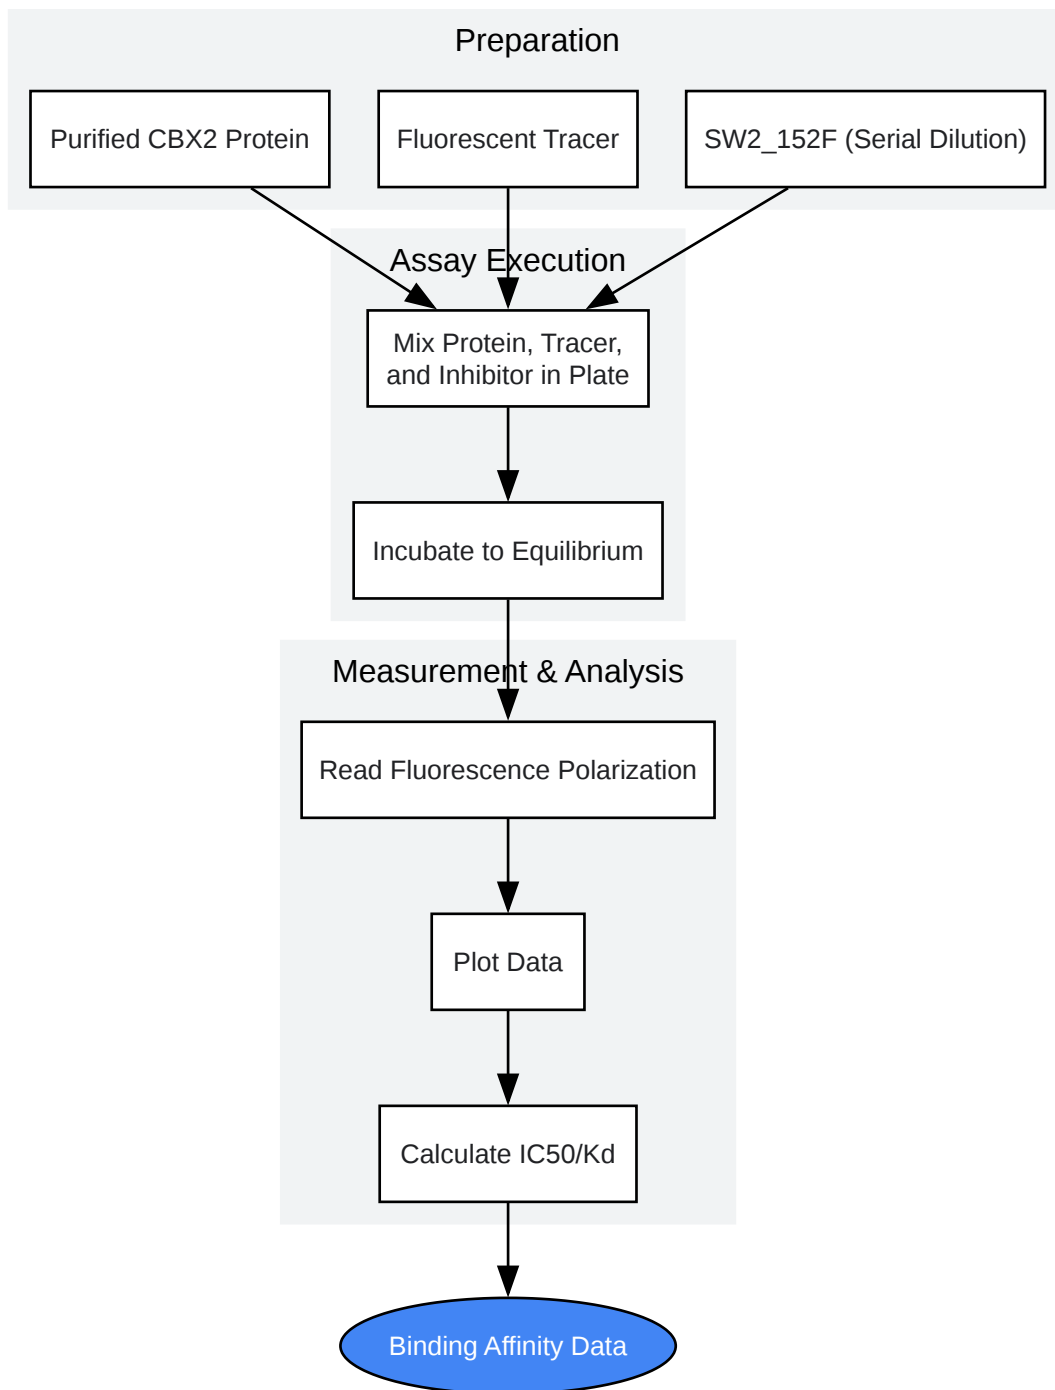 Preparation
Purified CBX2 Protein
Fluorescent Tracer
SW2_152F (Serial Dilution)
Assay Execution
Mix Protein, Tracer,
and Inhibitor in Plate
Incubate to Equilibrium
Measurement & Analysis
Read Fluorescence Polarization
Plot Data
Calculate IC50/Kd
Binding Affinity Data